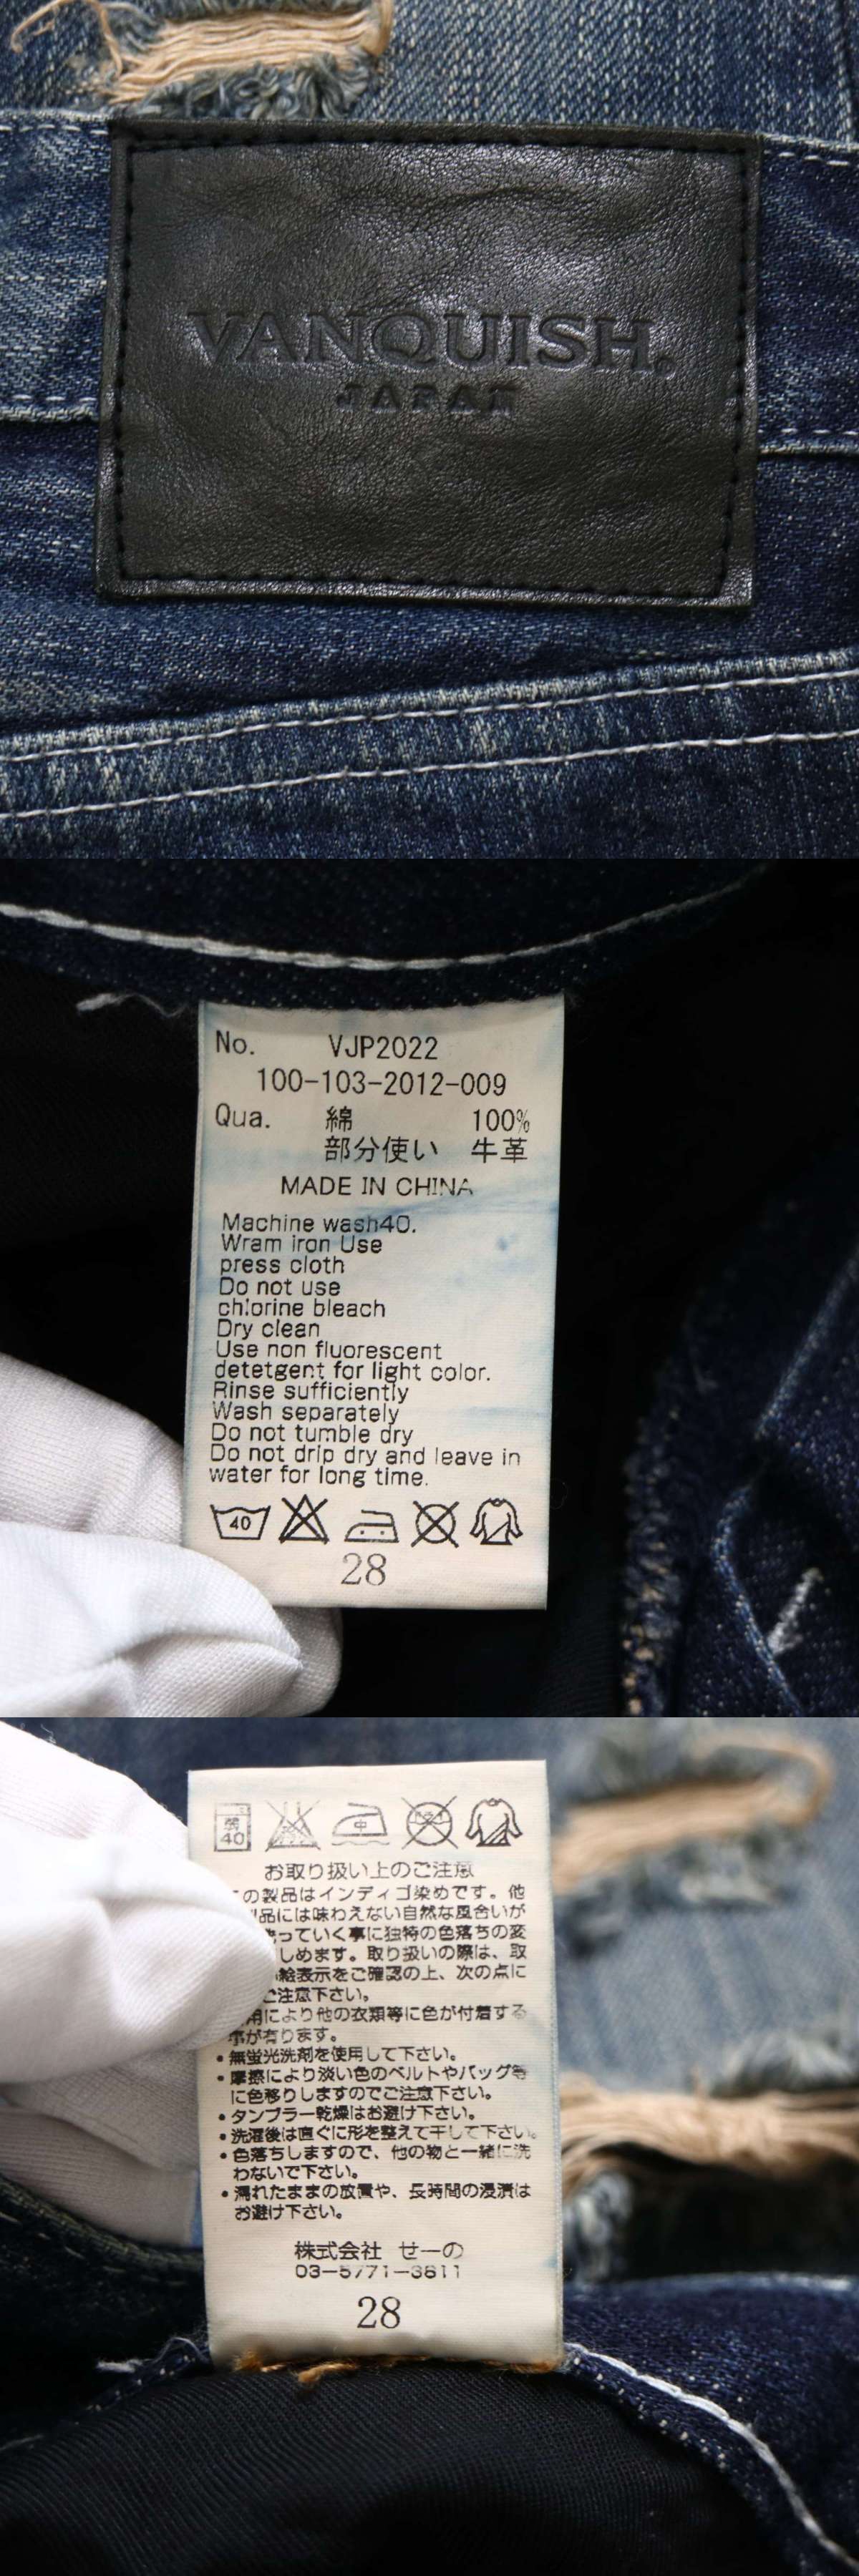 VANQUISH.
JAPAN
No. VJP2022
100-103-2012-009
Qua. 綿 100%
部分使い 牛革
MADE IN CHINA
Machine wash40.
Wram iron Use
press cloth
Do not use
chlorine bleach
Dry clean
Use non fluorescent
detetgent for light color.
Rinse sufficiently
Wash separately
Do not tumble dry
Do not drip dry and leave in
water for long time.
40
28
40
中
お取り扱い上のご注意
の製品はインディゴ染めです。他
品には味わえない自然な風合いが
っていく事に独特の色落ちの変
しめます。取り扱いの際は、取
絵表示をご確認の上、次の点に
ご注意下さい。
用により他の衣類等に色が付着する
事が有ります。
・無蛍光洗剤を使用して下さい。
・摩擦により淡い色のベルトやバッグ等
に色移りしますのでご注意下さい。
・タンブラー乾燥はお避け下さい。
・洗濯後は直ぐに形を整えて干して下さい。
・色落ちしますので、他の物と一緒に洗
わないで下さい。
・濡れたままの放置や、長時間の浸漬は
お避け下さい。
株式会社 せーの
03-5771-3811
28